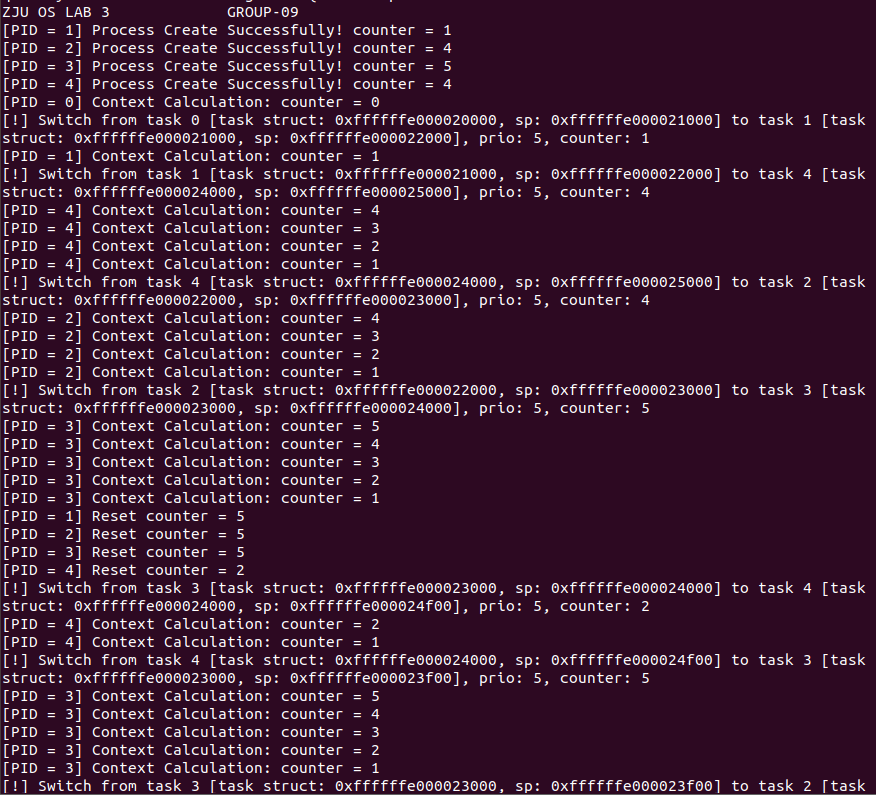 ZJU OS LAB 3 GROUP-09
[PID = 1] Process Create Successfully! counter = 1
[PID = 2] Process Create Successfully! counter = 4
[PID = 3] Process Create Successfully! counter = 5
[PID = 4] Process Create Successfully! counter = 4
[PID = 0] Context Calculation: counter = 0
[!] Switch from task 0 [task struct: 0xffffffe000020000, sp: 0xffffffe000021000] to task 1 [task
struct: 0xffffffe000021000, sp: 0xffffffe000022000], prio: 5, counter: 1
[PID = 1] Context Calculation: counter = 1
[!] Switch from task 1 [task struct: 0xffffffe000021000, sp: 0xffffffe000022000] to task 4 [task
struct: 0xffffffe000024000, sp: 0xffffffe000025000], prio: 5, counter: 4
[PID = 4] Context Calculation: counter = 4
[PID = 4] Context Calculation: counter = 3
[PID = 4] Context Calculation: counter = 2
[PID = 4] Context Calculation: counter = 1
[!] Switch from task 4 [task struct: 0xffffffe000024000, sp: 0xffffffe000025000] to task 2 [task
struct: 0xffffffe000022000, sp: 0xffffffe000023000], prio: 5, counter: 4
[PID = 2] Context Calculation: counter = 4
[PID = 2] Context Calculation: counter = 3
[PID = 2] Context Calculation: counter = 2
[PID = 2] Context Calculation: counter = 1
[!] Switch from task 2 [task struct: 0xffffffe000022000, sp: 0xffffffe000023000] to task 3 [task
struct: 0xffffffe000023000, sp: 0xffffffe000024000], prio: 5, counter: 5
[PID = 3] Context Calculation: counter = 5
[PID = 3] Context Calculation: counter = 4
[PID = 3] Context Calculation: counter = 3
[PID = 3] Context Calculation: counter = 2
[PID = 3] Context Calculation: counter = 1
[PID = 1] Reset counter = 5
[PID = 2] Reset counter = 5
[PID = 3] Reset counter = 5
[PID = 4] Reset counter = 2
[!] Switch from task 3 [task struct: 0xffffffe000023000, sp: 0xffffffe000024000] to task 4 [task
struct: 0xffffffe000024000, sp: 0xffffffe000024f00], prio: 5, counter: 2
[PID = 4] Context Calculation: counter = 2
[PID = 4] Context Calculation: counter = 1
[!] Switch from task 4 [task struct: 0xffffffe000024000, sp: 0xffffffe000024f00] to task 3 [task
struct: 0xffffffe000023000, sp: 0xffffffe000023f00], prio: 5, counter: 5
[PID = 3] Context Calculation: counter = 5
[PID = 3] Context Calculation: counter = 4
[PID = 3] Context Calculation: counter = 3
[PID = 3] Context Calculation: counter = 2
[PID = 3] Context Calculation: counter = 1
[!] Switch from task 3 [task struct: 0xffffffe000023000, sp: 0xffffffe000023f00] to task 2 [task